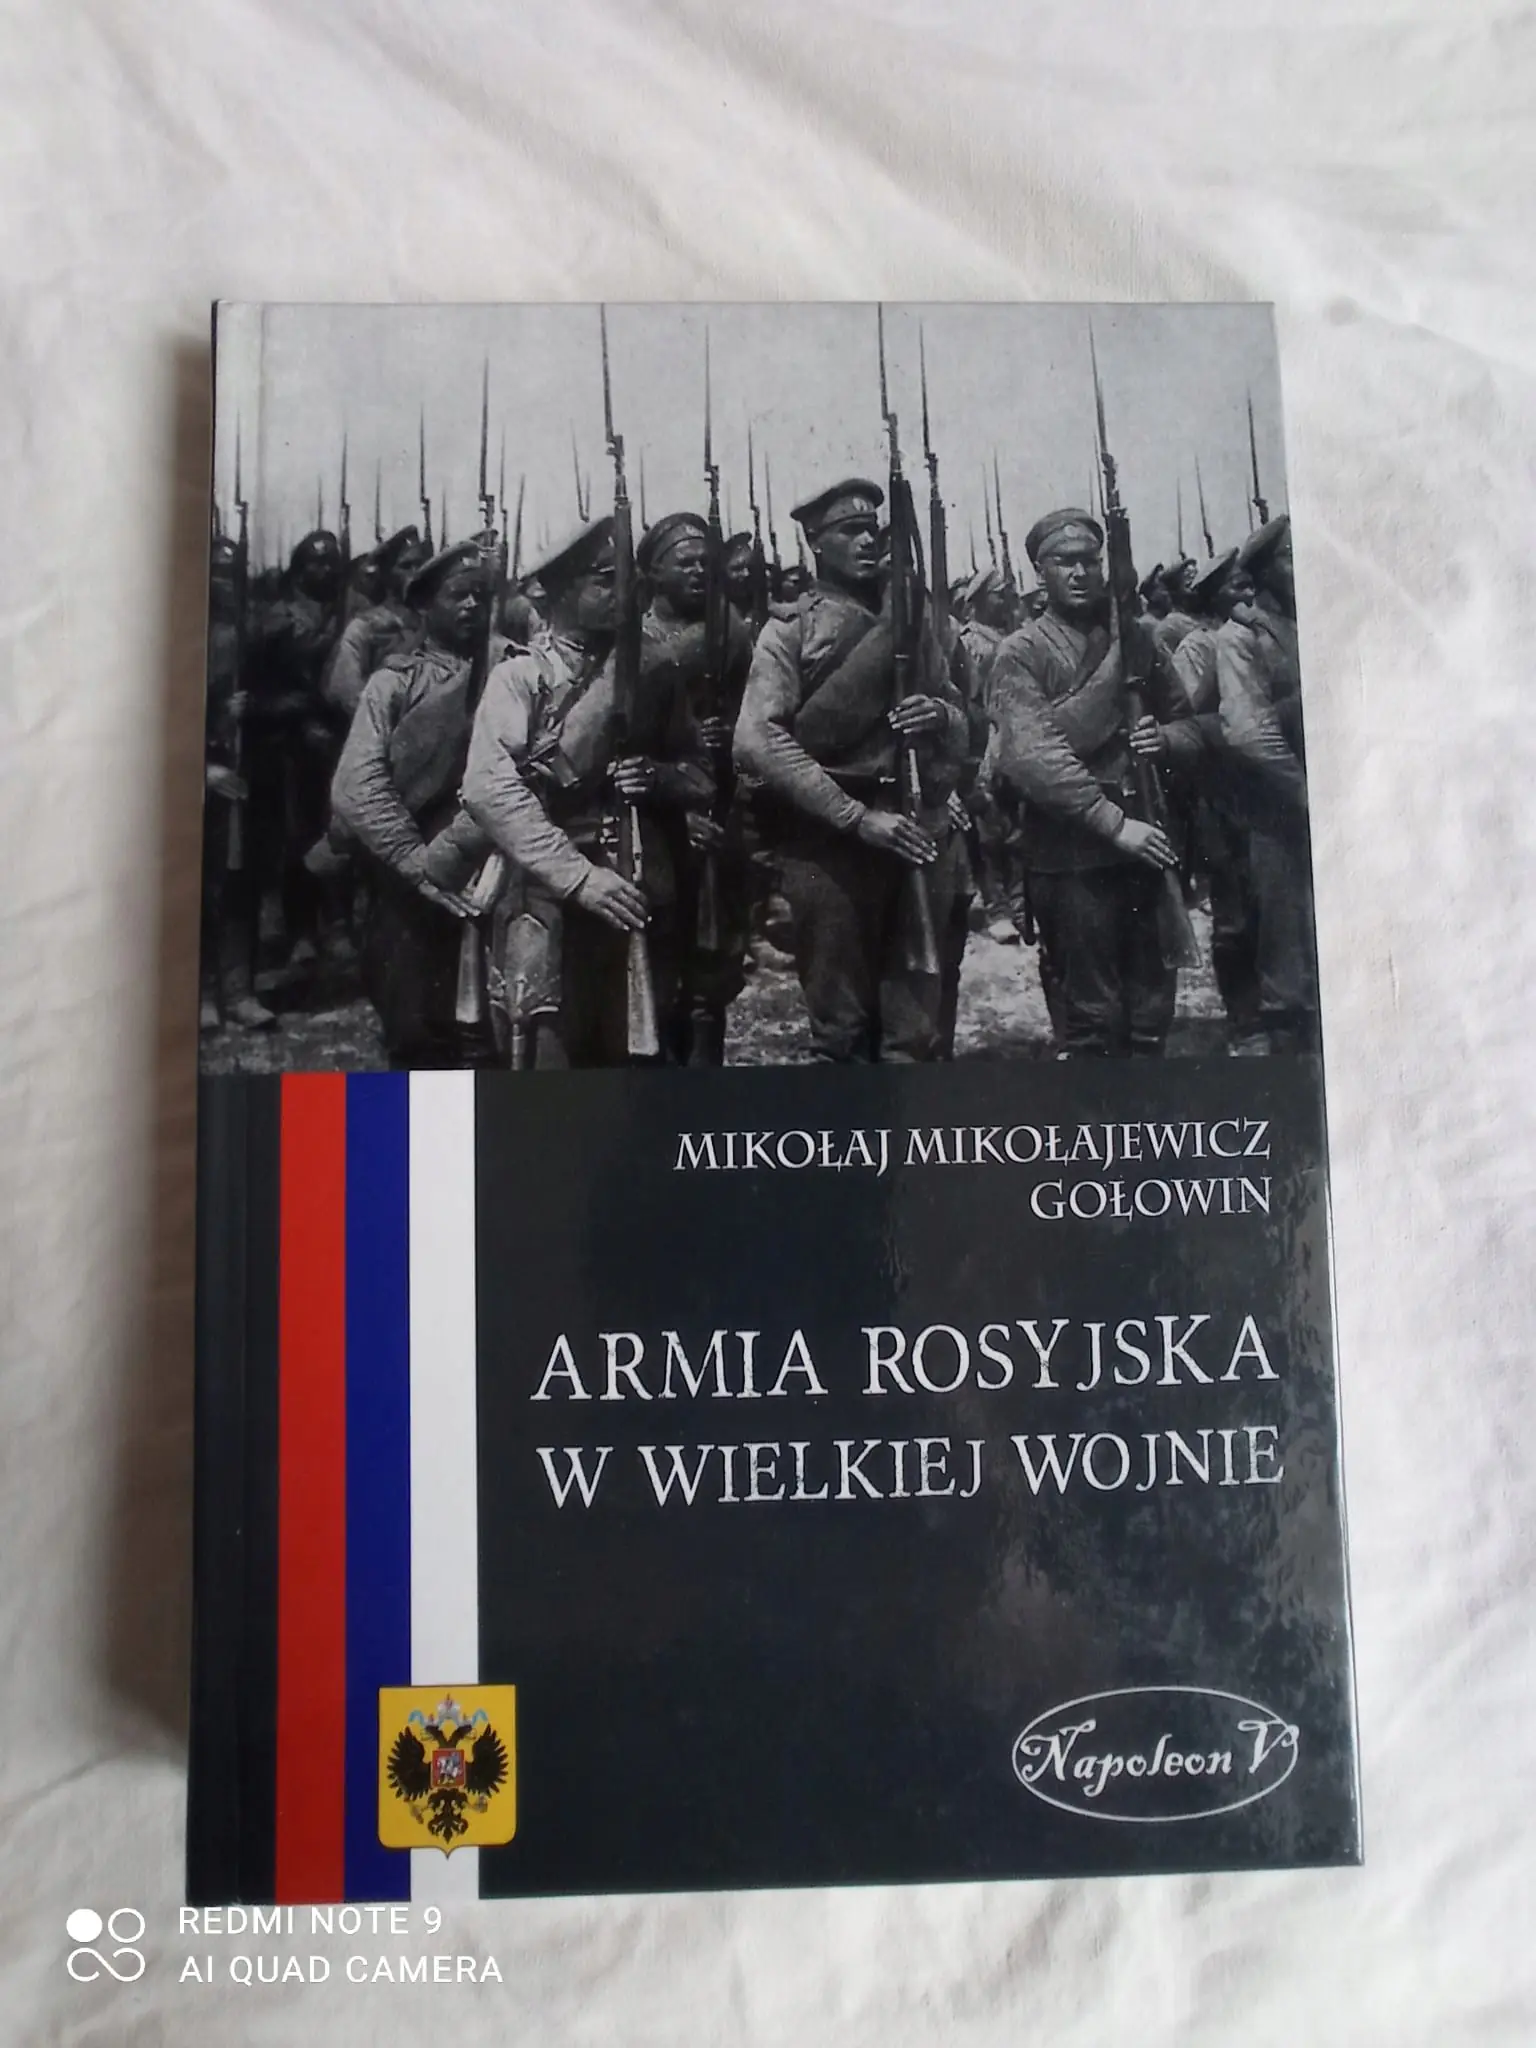 MIKOŁAJ MIKOŁAJEWICZ
GOŁOWIN
ARMIA ROSYJSKA
W WIELKIEJ WOJNIE
Napoleon V
REDMI NOTE 9
AI QUAD CAMERA